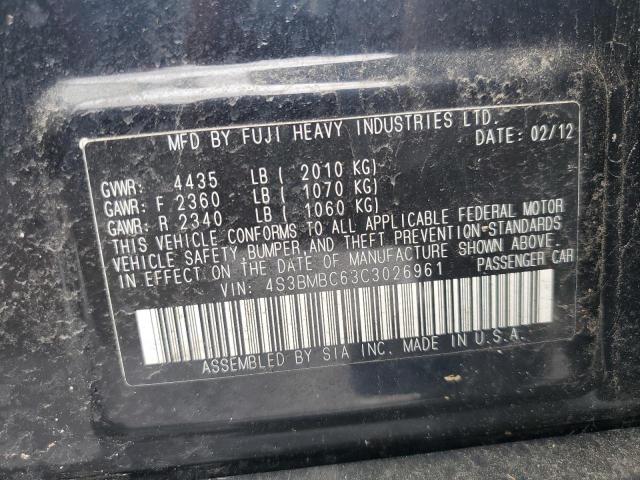 MFD BY FUJI HEAVY INDUSTRIES LTD.
DATE: 02/12
GVWR: 4435 LB ( 2010 KG)
GAWR: F 2360 LB ( 1070 KG)
GAWR: R 2340 LB ( 1060 KG)
THIS VEHICLE CONFORMS TO ALL APPLICABLE FEDERAL MOTOR
VEHICLE SAFETY,BUMPER,AND THEFT PREVENTION-STANDARDS
IN EFFECT ON THE DATE OF MANUFACTURE SHOWN ABOVE.
VIN: 4S3BMBC63C3026961 PASSENGER CAR
ASSEMBLED BY SIA INC. MADE IN U.S.A.